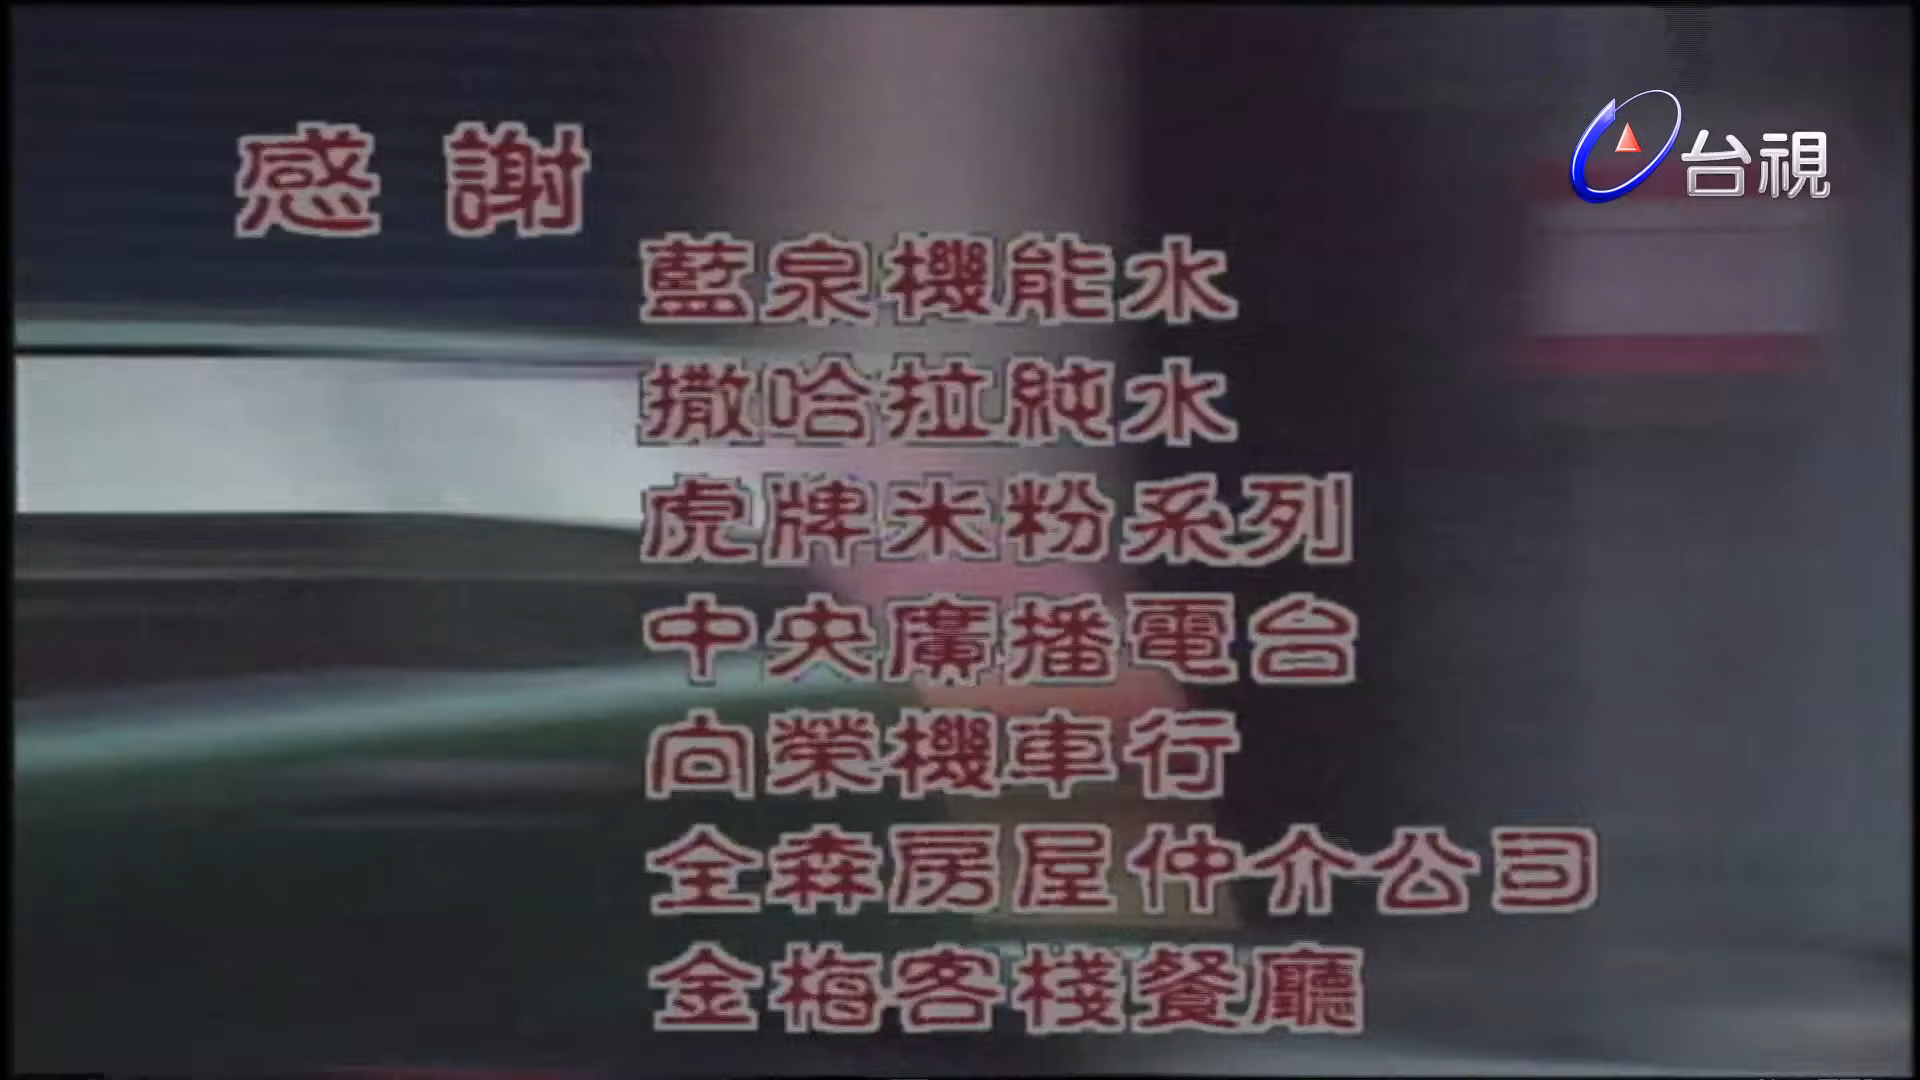 台視
感謝
藍泉機能水
撒哈拉純水
虎牌米粉系列
中央廣播電台
向榮機車行
全森房屋仲介公司
金梅客棧餐廳